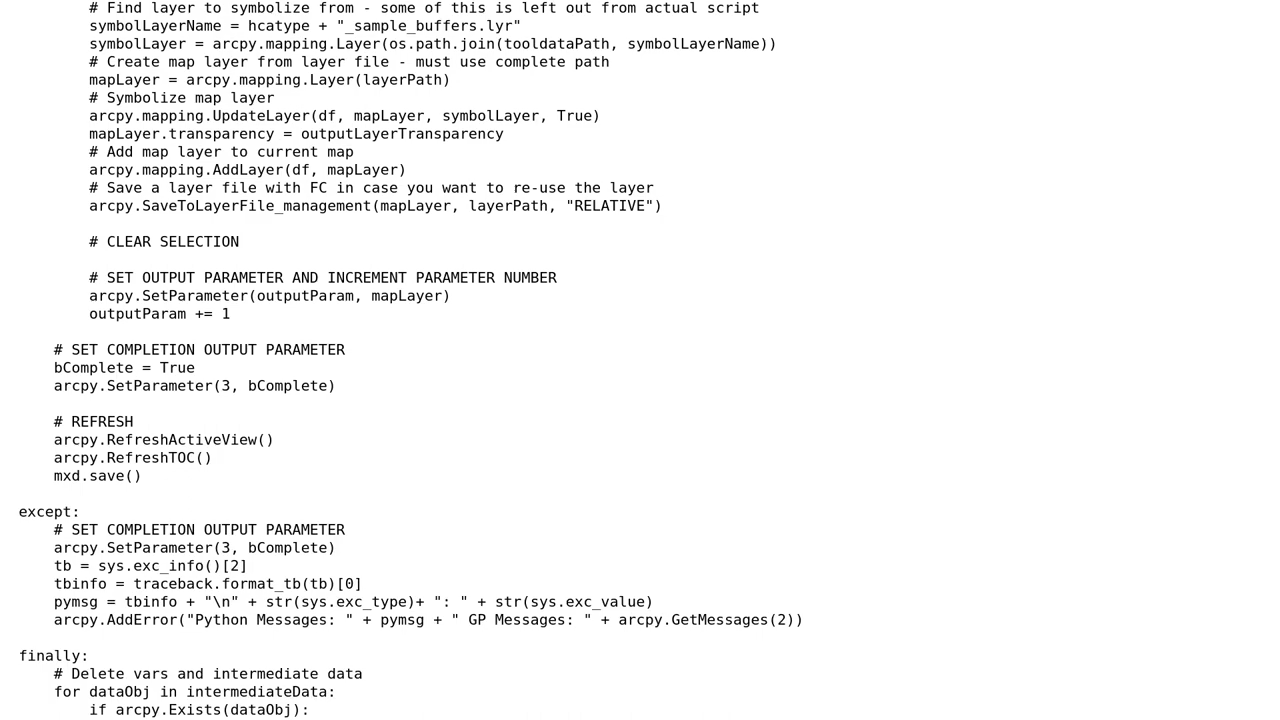 # Find layer to symbolize from - some of this is left out from actual script
symbolLayerName = hcatype + "_sample_buffers.lyr"
symbolLayer = arcpy.mapping.Layer(os.path.join(tooldataPath, symbolLayerName))
# Create map layer from layer file - must use complete path
mapLayer = arcpy.mapping.Layer(layerPath)
# Symbolize map layer
arcpy.mapping.UpdateLayer(df, mapLayer, symbolLayer, True)
mapLayer.transparency = outputLayerTransparency
# Add map layer to current map
arcpy.mapping.AddLayer(df, mapLayer)
# Save a layer file with FC in case you want to re-use the layer
arcpy.SaveToLayerFile_management(mapLayer, layerPath, "RELATIVE")
# CLEAR SELECTION
# SET OUTPUT PARAMETER AND INCREMENT PARAMETER NUMBER
arcpy.SetParameter(outputParam, mapLayer)
outputParam += 1
# SET COMPLETION OUTPUT PARAMETER
bComplete = True
arcpy.SetParameter(3, bComplete)
# REFRESH
arcpy.RefreshActiveView()
arcpy.RefreshTOC()
mxd.save()
except:
# SET COMPLETION OUTPUT PARAMETER
arcpy.SetParameter(3, bComplete)
tb = sys.exc_info()[2]
tbinfo = traceback.format_tb(tb)[0]
pymsg = tbinfo + "\n" + str(sys.exc_type)+ ": " + str(sys.exc_value)
arcpy.AddError("Python Messages: " + pymsg + " GP Messages: " + arcpy.GetMessages(2))
finally:
# Delete vars and intermediate data
for dataObj in intermediateData:
if arcpy.Exists(dataObj):